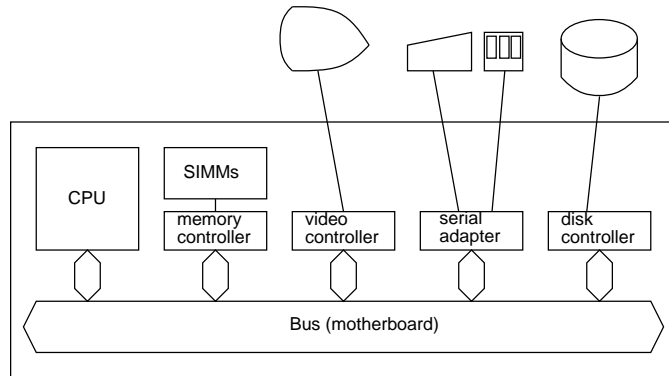 CPU
SIMMs
memory
controller
video
controller
serial
adapter
disk
controller
Bus (motherboard)